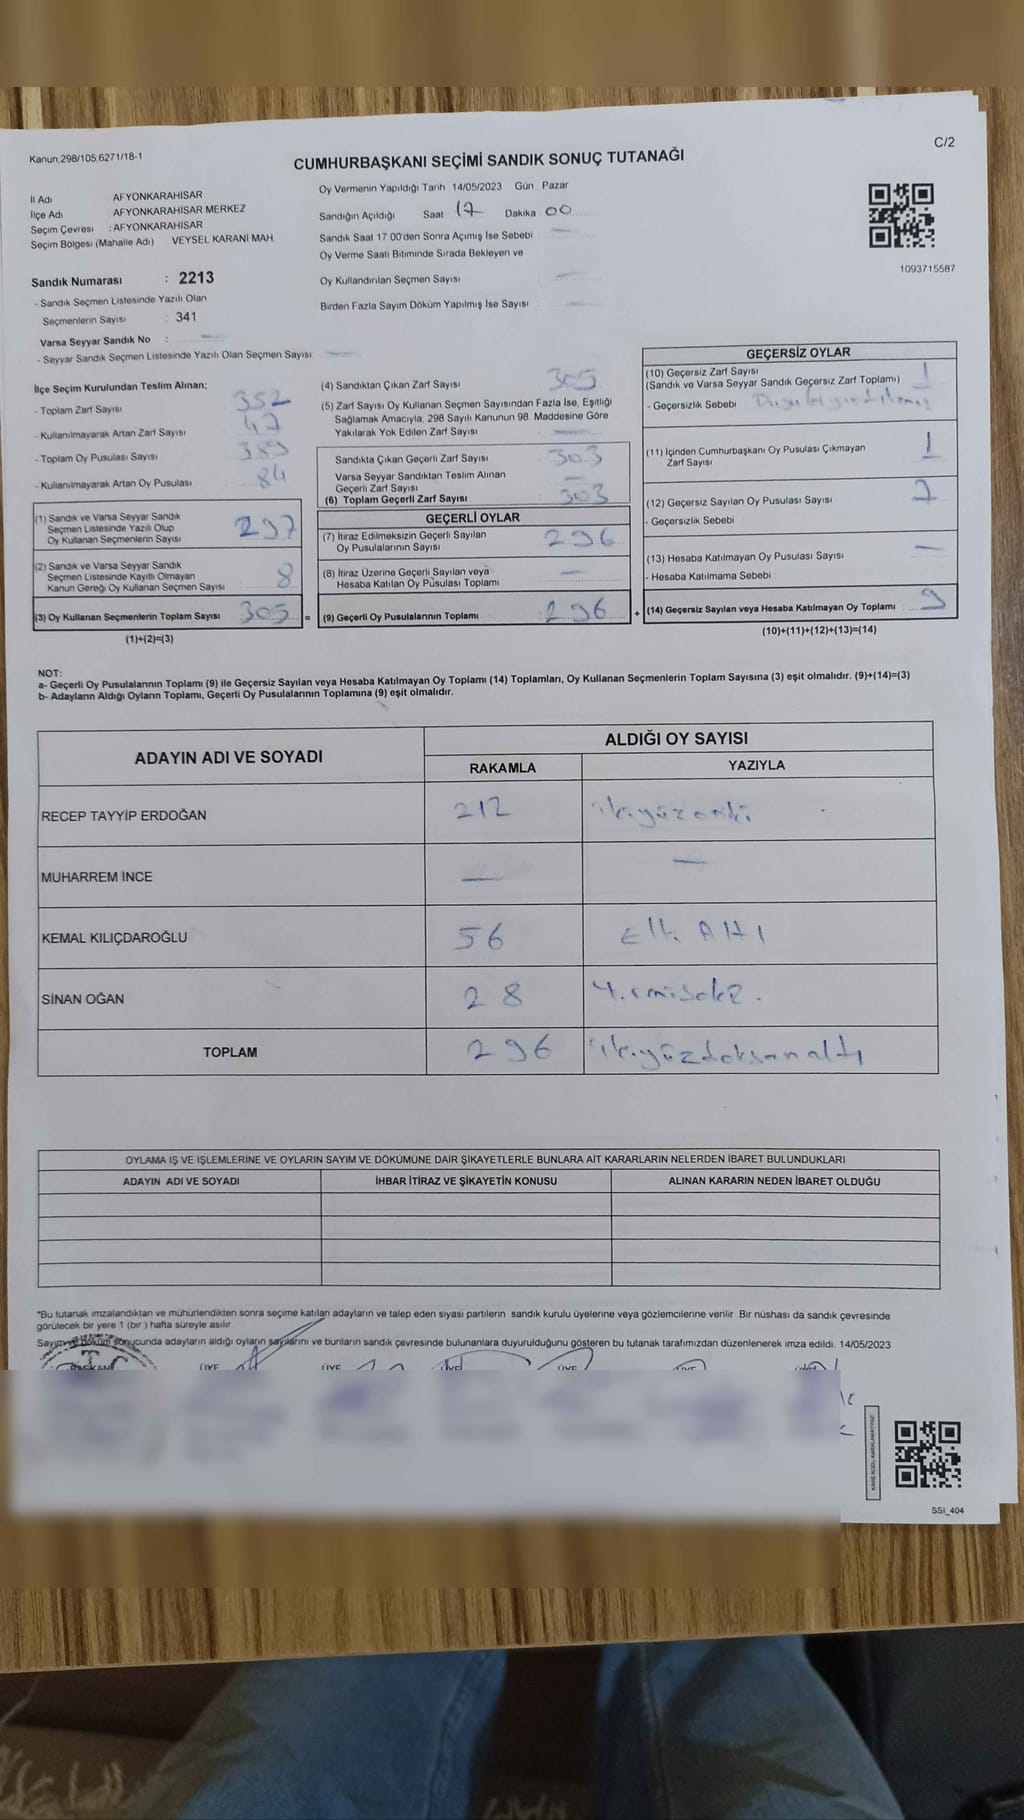 Kanun 298/105,6271/18-1
C/2
CUMHURBAŞKANI SEÇİMİ SANDIK SONUÇ TUTANAĞI
İl Adı AFYONKARAHİSAR
İlçe Adı AFYONKARAHİSAR MERKEZ
Seçim Çevresi : AFYONKARAHİSAR
Seçim Bölgesi (Mahalle Adı) VEYSEL KARANİ MAH.
Sandık Numarası : 2213
- Sandık Seçmen Listesinde Yazılı Olan
Seçmenlerin Sayısı : 341
Varsa Seyyar Sandık No : —
- Seyyar Sandık Seçmen Listesinde Yazılı Olan Seçmen Sayısı —
Oy Vermenin Yapıldığı Tarih 14/05/2023 Gün Pazar
Sandığın Açıldığı Saat 17 Dakika 00
Sandık Saat 17:00'den Sonra Açımış İse Sebebi : —
Oy Verme Saati Bitiminde Sırada Bekleyen ve
Oy Kullandırılan Seçmen Sayısı : —
Birden Fazla Sayım Döküm Yapılmış İse Sayısı : —
1093715587
İlçe Seçim Kurulundan Teslim Alınan;
- Toplam Zarf Sayısı 352
- Kullanılmayarak Artan Zarf Sayısı 47
- Toplam Oy Pusulası Sayısı 389
- Kullanılmayarak Artan Oy Pusulası 84
(1) Sandık ve Varsa Seyyar Sandık
Seçmen Listesinde Yazılı Olup
Oy Kullanan Seçmenlerin Sayısı 297
(2) Sandık ve Varsa Seyyar Sandık
Seçmen Listesinde Kayıtlı Olmayan
Kanun Gereği Oy Kullanan Seçmen Sayısı 8
(3) Oy Kullanan Seçmenlerin Toplam Sayısı 305 =
(1)+(2)=(3)
(4) Sandıktan Çıkan Zarf Sayısı 305
(5) Zarf Sayısı Oy Kullanan Seçmen Sayısından Fazla İse, Eşitliği
Sağlamak Amacıyla, 298 Sayılı Kanunun 98. Maddesine Göre
Yakılarak Yok Edilen Zarf Sayısı —
Sandıkta Çıkan Geçerli Zarf Sayısı 303
Varsa Seyyar Sandıktan Teslim Alınan
Geçerli Zarf Sayısı —
(6) Toplam Geçerli Zarf Sayısı 303
GEÇERLİ OYLAR
(7) İtiraz Edilmeksizin Geçerli Sayılan
Oy Pusulalarının Sayısı 296
(8) İtiraz Üzerine Geçerli Sayılan veya
Hesaba Katılan Oy Pusulası Toplamı —
(9) Geçerli Oy Pusulalarının Toplamı 296 +
GEÇERSİZ OYLAR
(10) Geçersiz Zarf Sayısı 1
(Sandık ve Varsa Seyyar Sandık Geçersiz Zarf Toplamı)
- Geçersizlik Sebebi :
(11) İçinden Cumhurbaşkanı Oy Pusulası Çıkmayan
Zarf Sayısı 1
(12) Geçersiz Sayılan Oy Pusulası Sayısı 7
- Geçersizlik Sebebi
(13) Hesaba Katılmayan Oy Pusulası Sayısı —
- Hesaba Katılmama Sebebi
(14) Geçersiz Sayılan veya Hesaba Katılmayan Oy Toplamı 9
(10)+(11)+(12)+(13)=(14)
NOT:
a- Geçerli Oy Pusulalarının Toplamı (9) ile Geçersiz Sayılan veya Hesaba Katılmayan Oy Toplamı (14) Toplamları, Oy Kullanan Seçmenlerin Toplam Sayısına (3) eşit olmalıdır. (9)+(14)=(3)
b- Adayların Aldığı Oyların Toplamı, Geçerli Oy Pusulalarının Toplamına (9) eşit olmalıdır.
ADAYIN ADI VE SOYADI ALDIĞI OY SAYISI
RAKAMLA YAZIYLA
RECEP TAYYİP ERDOĞAN 212 ikiyüzoniki
MUHARREM İNCE — —
KEMAL KILIÇDAROĞLU 56 Elli Altı
SİNAN OĞAN 28 Yirmisekiz.
TOPLAM 296 ikiyüzdoksanaltı
OYLAMA İŞ VE İŞLEMLERİNE VE OYLARIN SAYIM VE DÖKÜMÜNE DAİR ŞİKAYETLERLE BUNLARA AİT KARARLARIN NELERDEN İBARET BULUNDUKLARI
ADAYIN ADI VE SOYADI İHBAR İTİRAZ VE ŞİKAYETİN KONUSU ALINAN KARARIN NEDEN İBARET OLDUĞU
*Bu tutanak imzalandıktan ve mühürlendikten sonra seçime katılan adayların ve talep eden siyasi partilerin sandık kurulu üyelerine veya gözlemcilerine verilir. Bir nüshası da sandık çevresinde
görülecek bir yere 1 (bir ) hafta süreyle asılır.
Sayım ve döküm sonucunda adayların aldığı oyların sayılarını ve bunların sandık çevresinde bulunanlara duyurulduğunu gösteren bu tutanak tarafımızdan düzenlenerek imza edildi. 14/05/2023
BAŞKAN ÜYE ÜYE ÜYE ÜYE
SSI_404